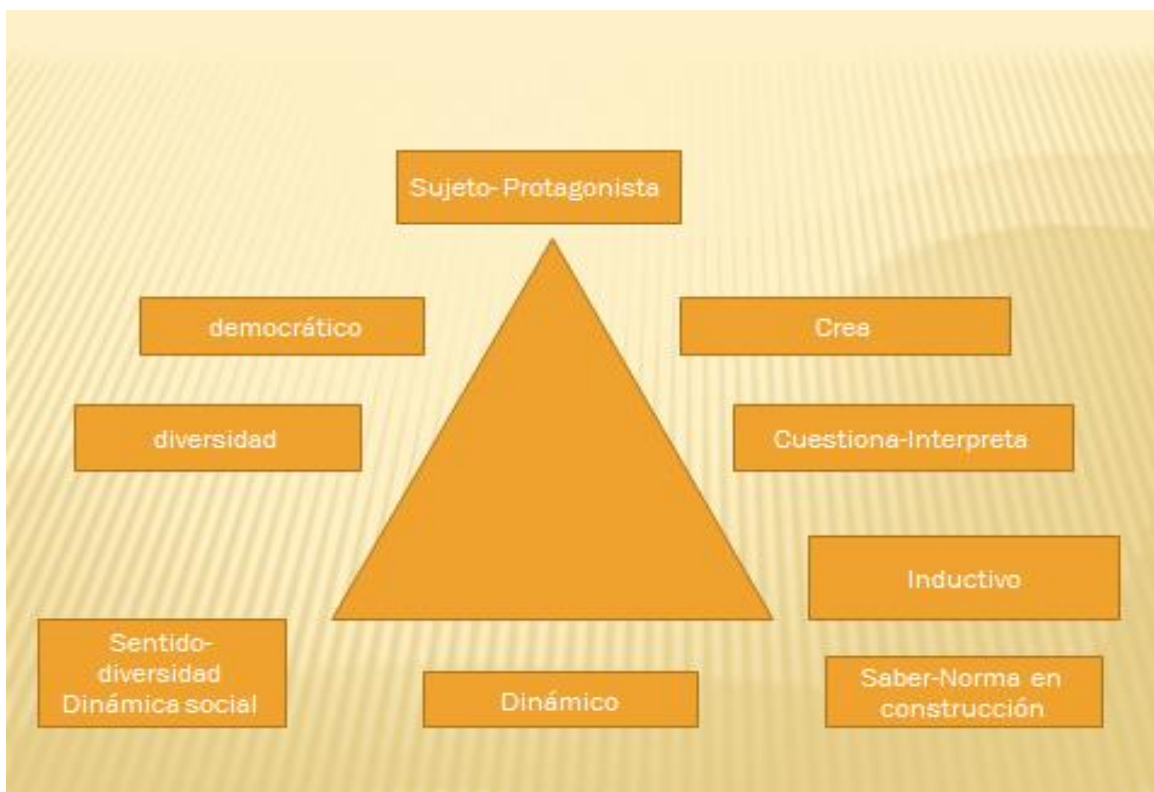 Sujeto- Protagonista
democrático
Crea
diversidad
Cuestiona-Interpreta
Inductivo
Sentido-
diversidad
Dinámica social
Dinámico
Saber-Norma en
construcción